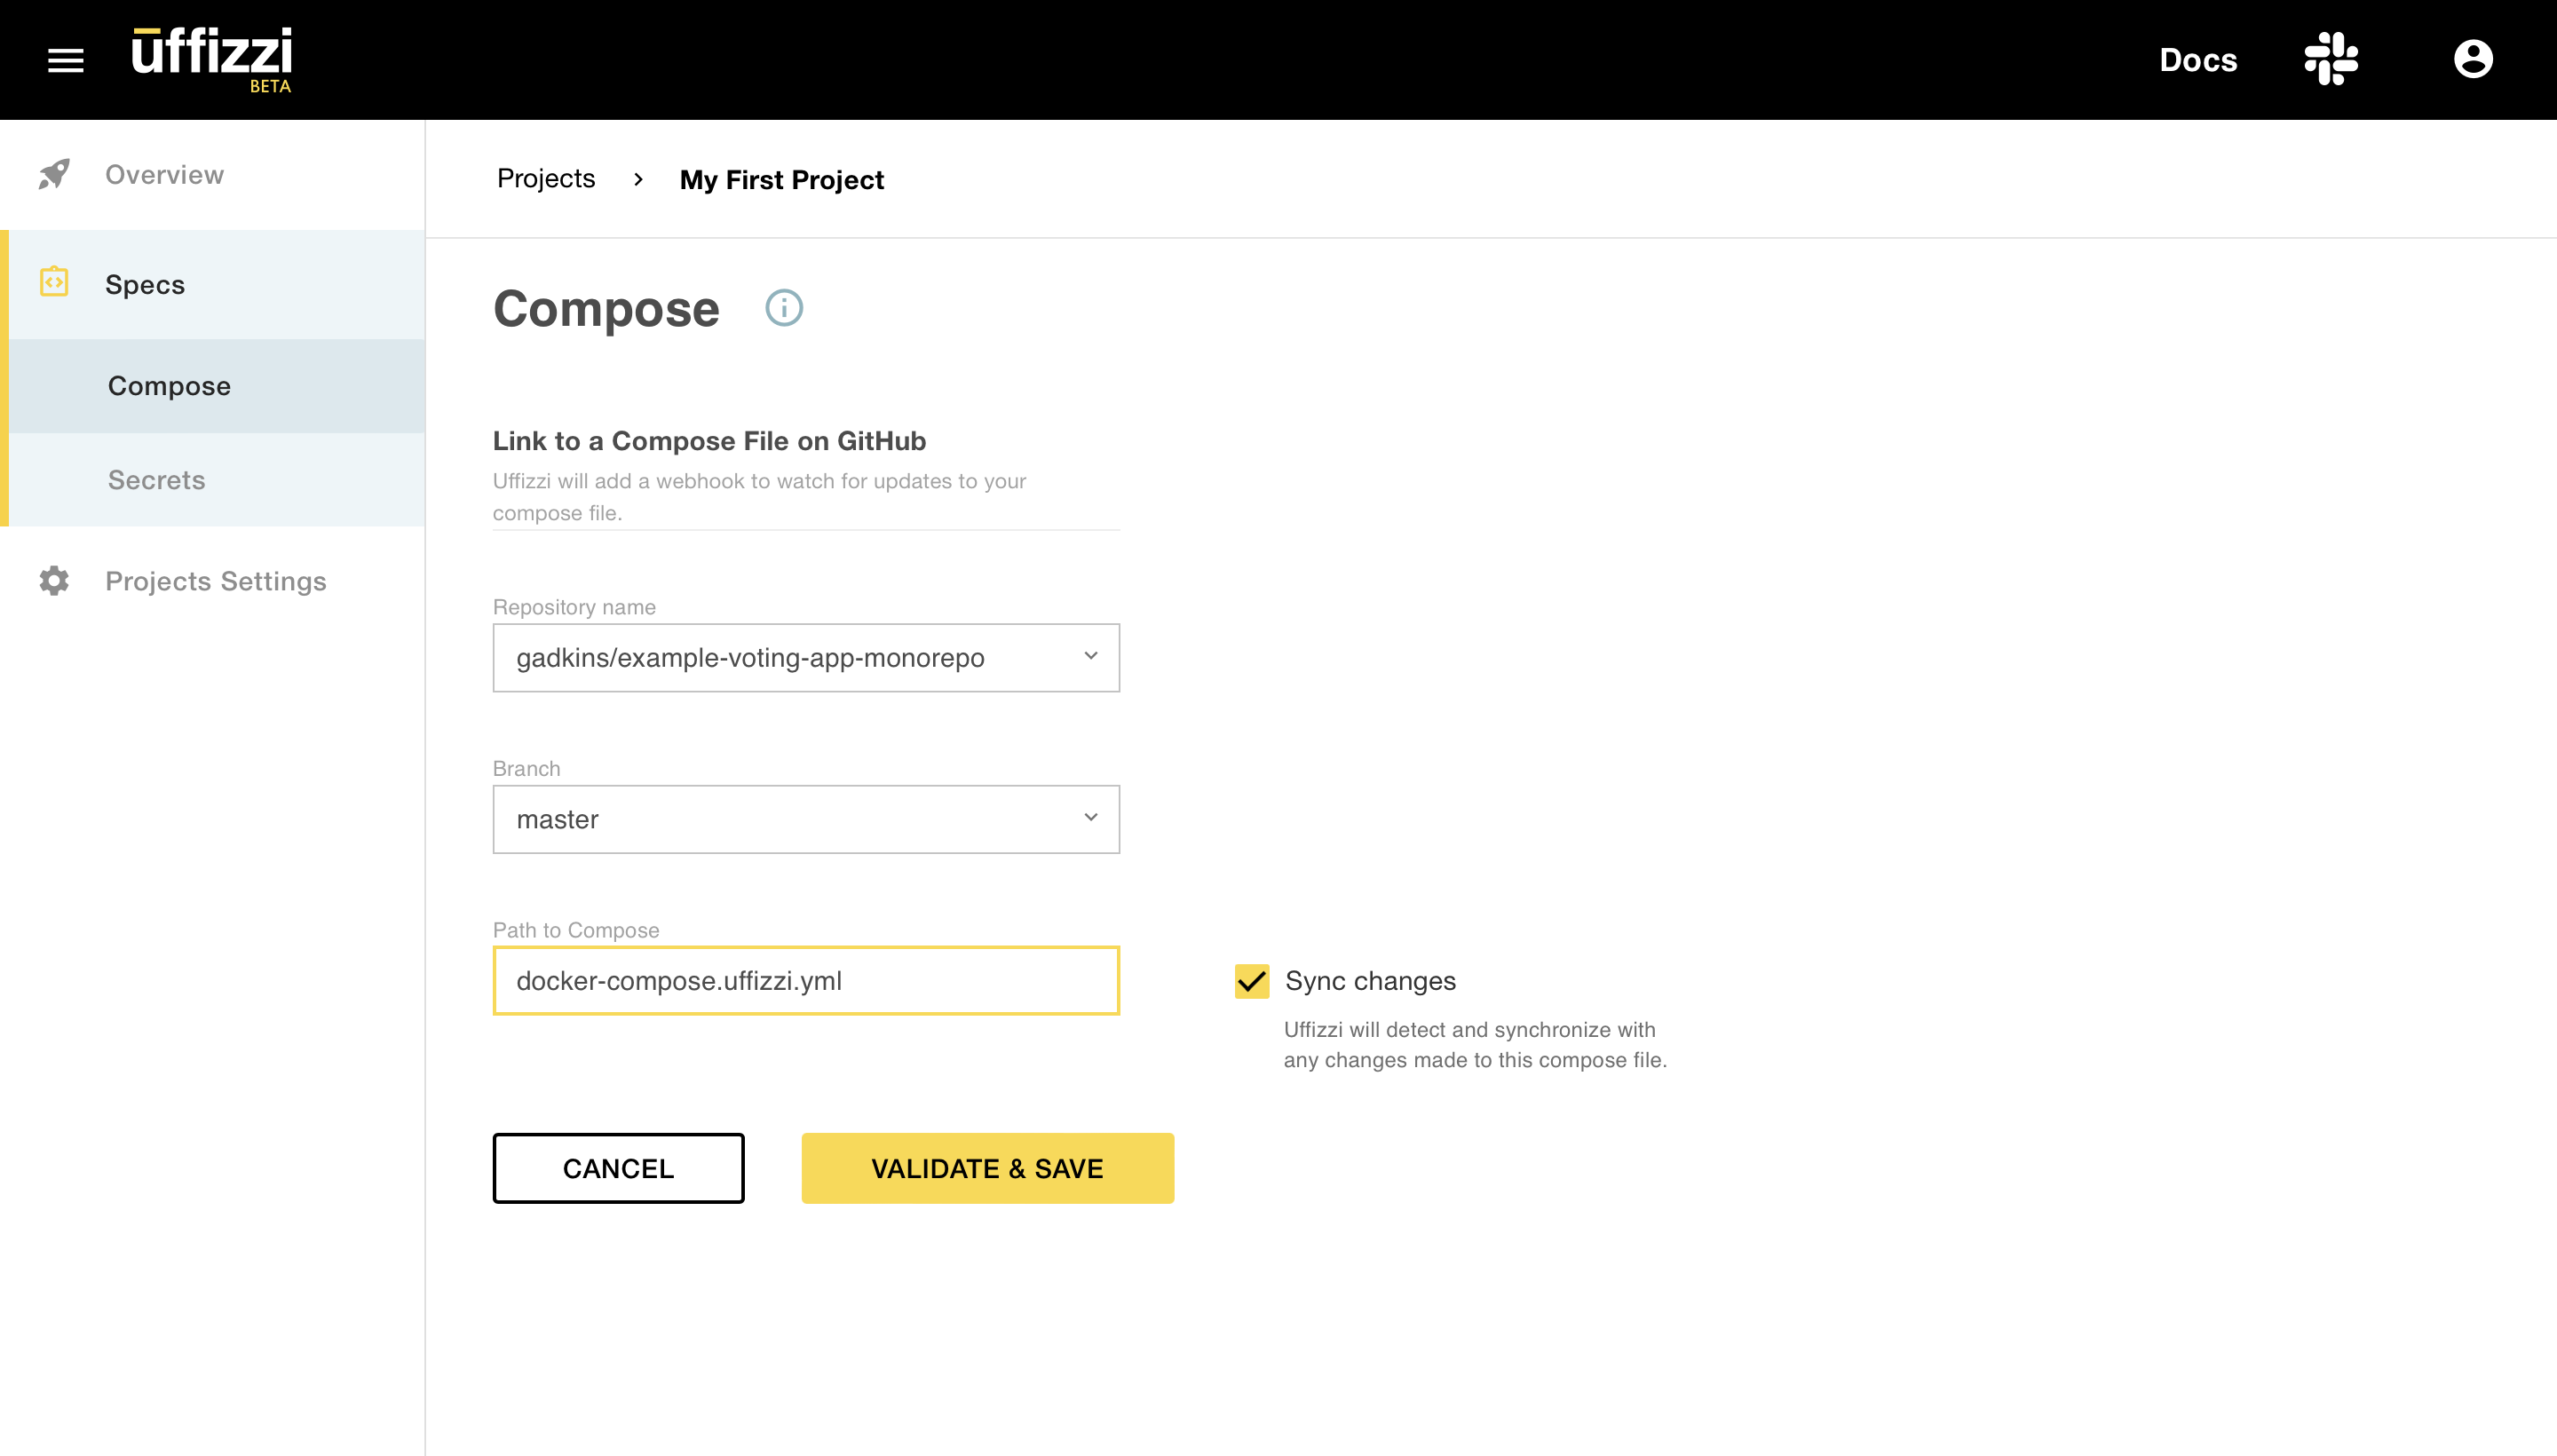 uffizzi
BETA
Docs
Overview
Specs
Compose
Secrets
Projects Settings
Projects > My First Project
Compose
Link to a Compose File on GitHub
Uffizzi will add a webhook to watch for updates to your
compose file.
Repository name
gadkins/example-voting-app-monorepo
Branch
master
Path to Compose
docker-compose.uffizzi.yml
Sync changes
Uffizzi will detect and synchronize with
any changes made to this compose file.
CANCEL
VALIDATE & SAVE